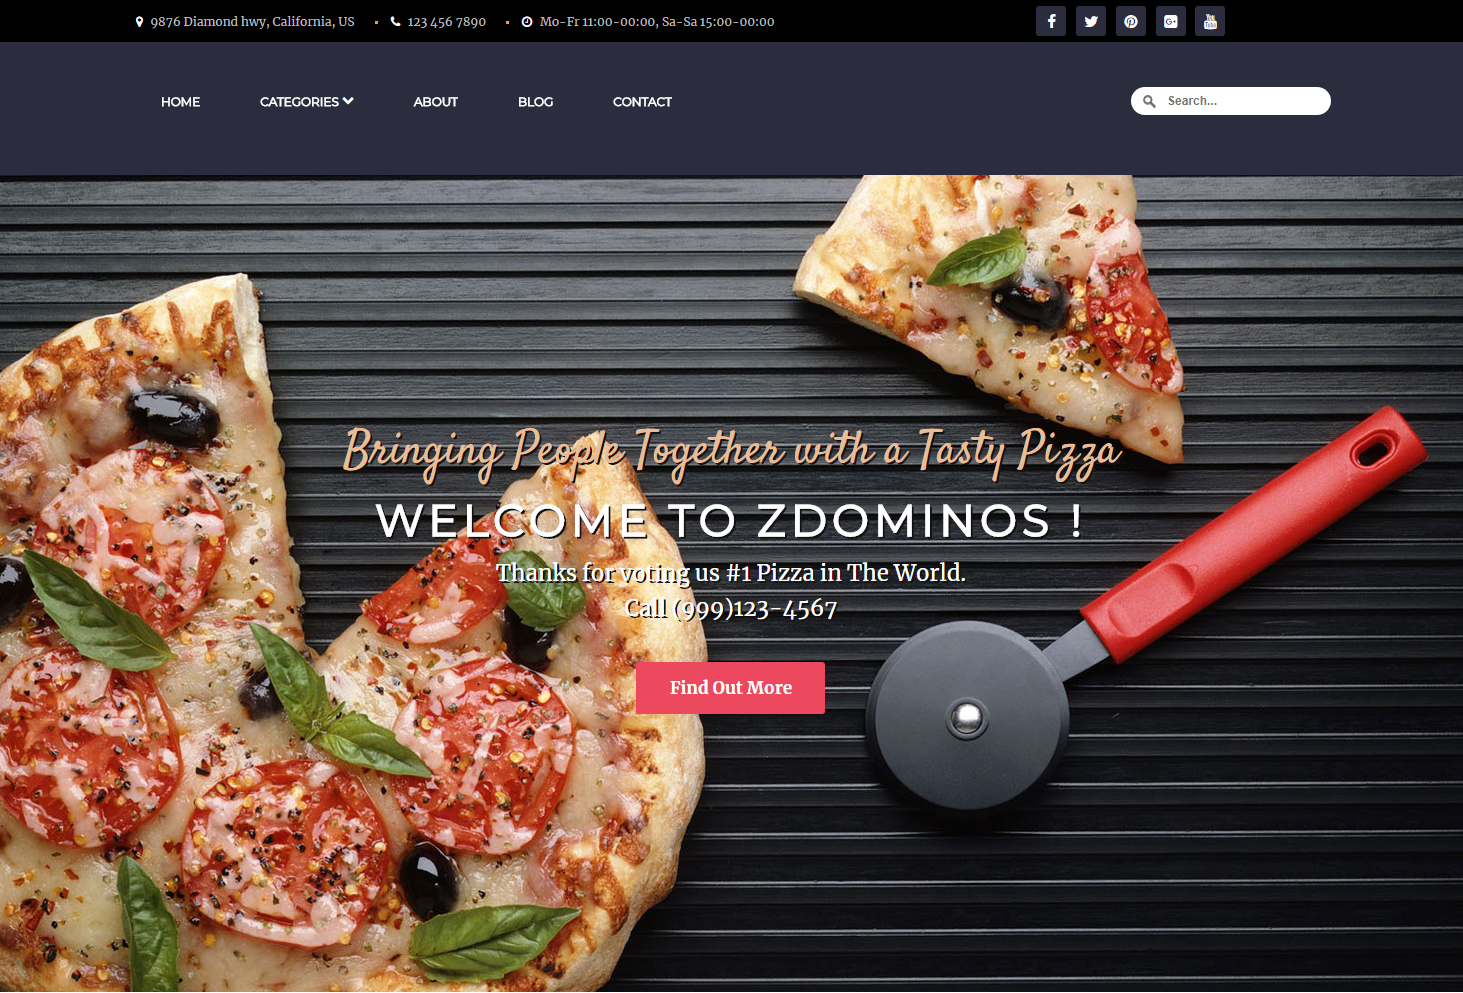 9876 Diamond hwy, California, US
123 456 7890
Mo-Fr 11:00-00:00, Sa-Sa 15:00-00:00
You
Tube
HOME
CATEGORIES
ABOUT
BLOG
CONTACT
Search...
Bringing People Together with a Tasty Pizza
WELCOME TO ZDOMINOS !
Thanks for voting us #1 Pizza in The World.
Call (999)123-4567
Find Out More